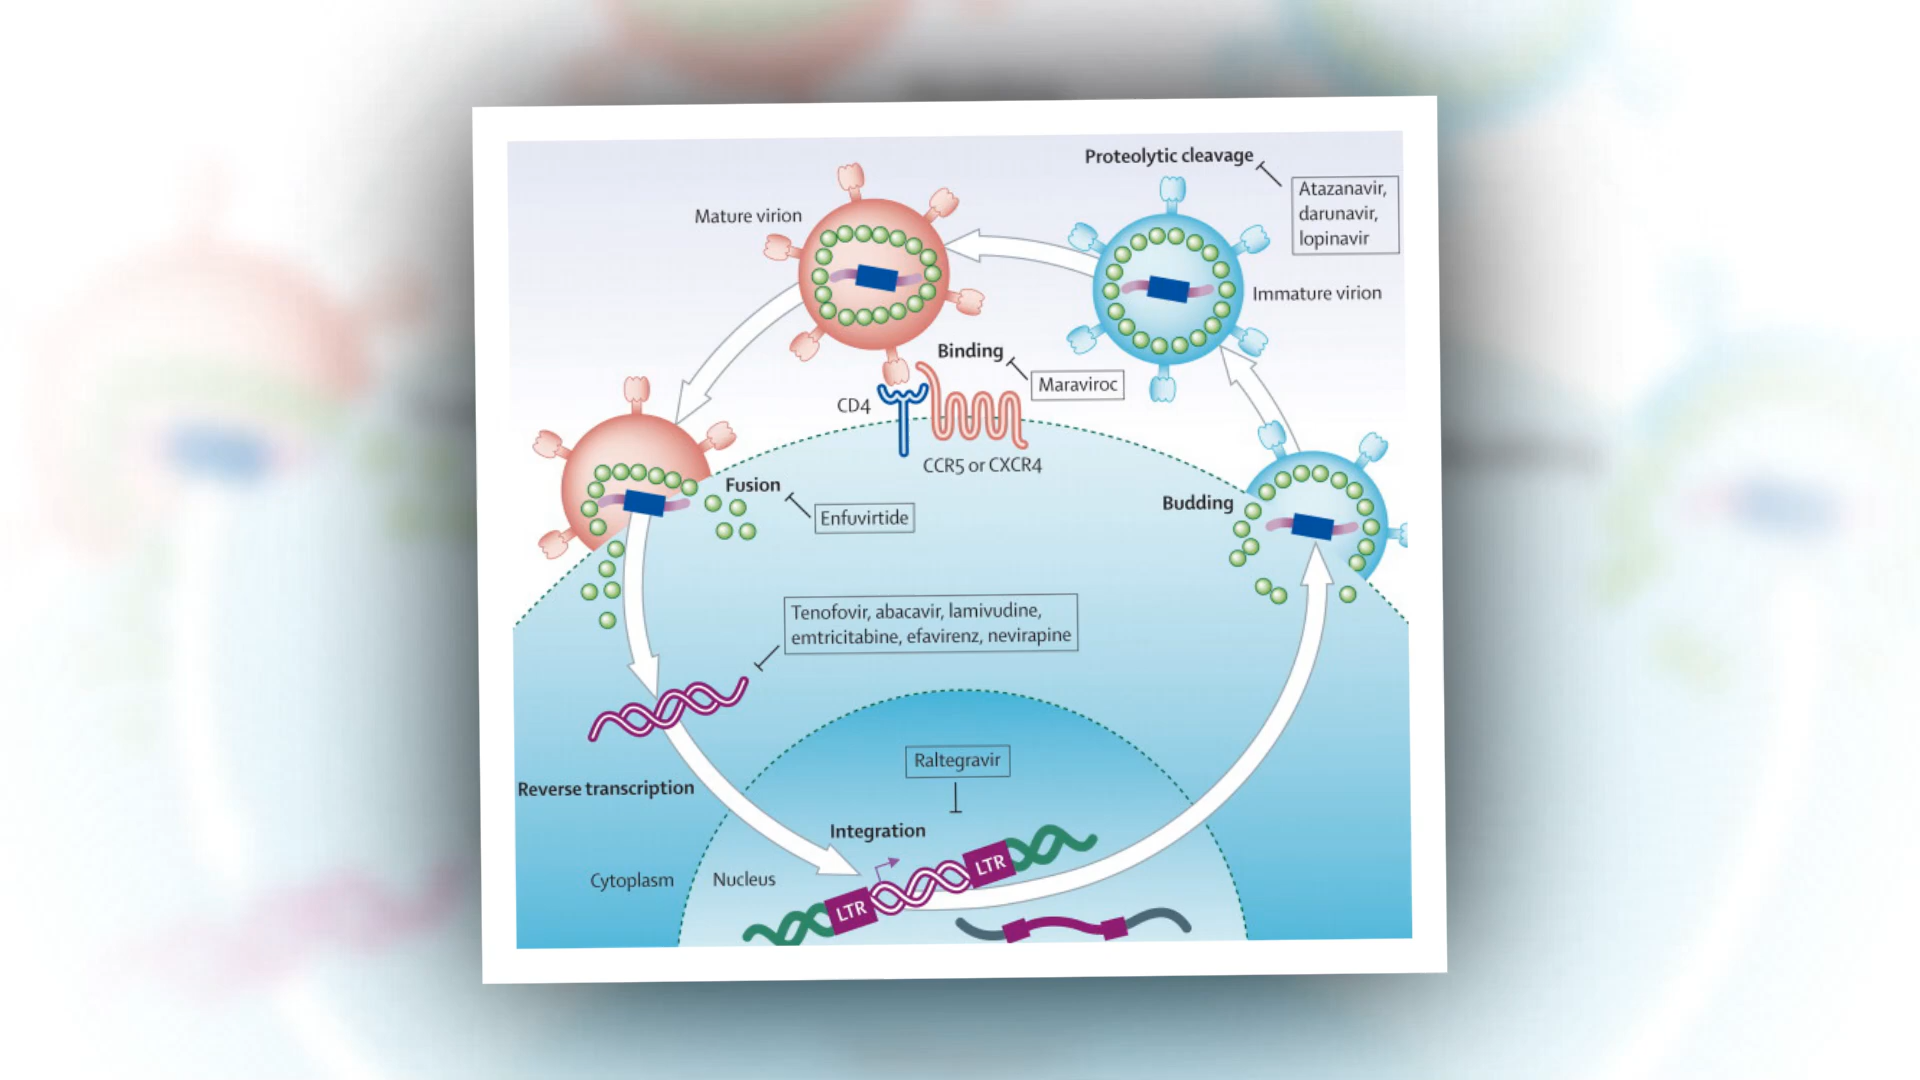 Proteolytic cleavage
Atazanavir,
darunavir,
lopinavir
Mature virion
Immature virion
Binding
Maraviroc
CD4
CCR5 or CXCR4
Fusion
Enfuvirtide
Budding
Tenofovir, abacavir, lamivudine,
emtricitabine, efavirenz, nevirapine
Raltegravir
Reverse transcription
Integration
LTR
Cytoplasm
Nucleus
LTR